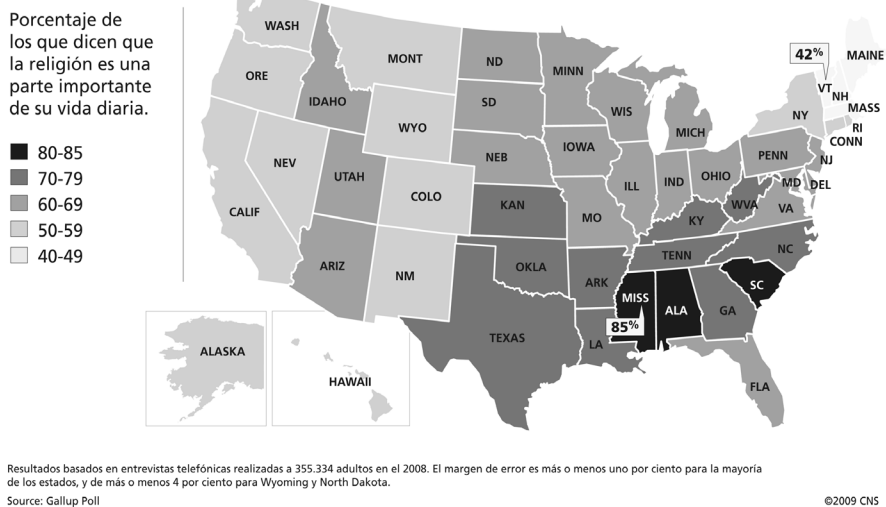 Porcentaje de
los que dicen que
la religión es una
parte importante
de su vida diaria.
80-85
70-79
60-69
50-59
40-49
WASH
ORE
IDAHO
MONT
WYO
NEV
UTAH
CALIF
COLO
ARIZ
NM
ND
SD
NEB
KAN
OKLA
TEXAS
MINN
IOWA
MO
ARK
LA
WIS
ILL
MICH
IND
OHIO
KY
TENN
MISS
85%
ALA
GA
FLA
SC
NC
VA
WVA
PENN
NY
42%
VT
NH
MAINE
MASS
RI
CONN
NJ
MD
DEL
ALASKA
HAWAII
Resultados basados en entrevistas telefónicas realizadas a 355.334 adultos en el 2008. El margen de error es más o menos uno por ciento para la mayoría
de los estados, y de más o menos 4 por ciento para Wyoming y North Dakota.
Source: Gallup Poll
©2009 CNS